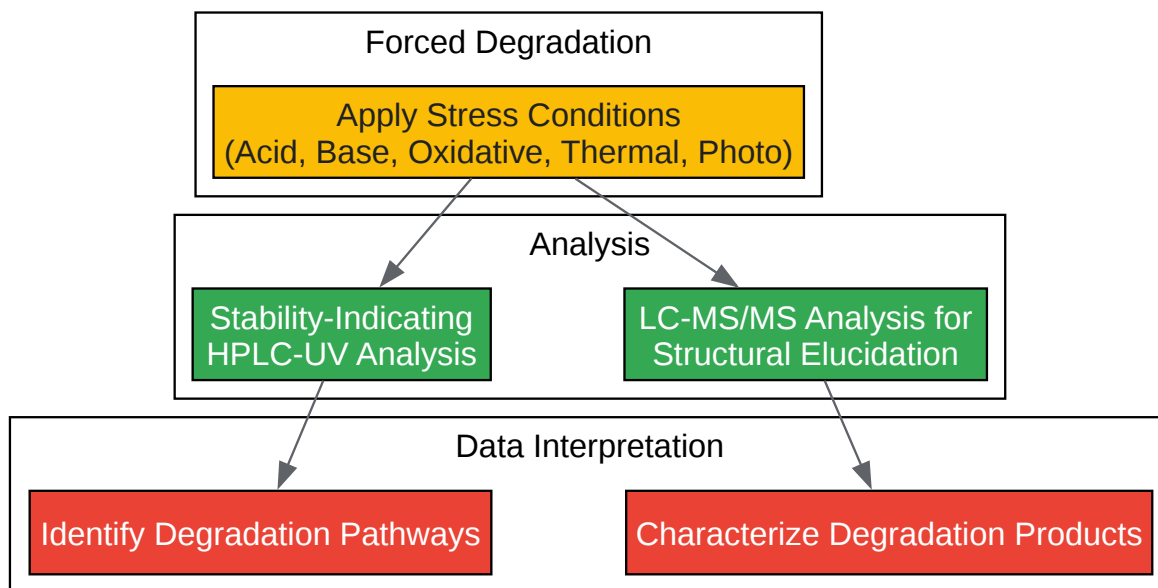 Forced Degradation
Apply Stress Conditions
(Acid, Base, Oxidative, Thermal, Photo)
Analysis
Stability-Indicating
HPLC-UV Analysis
LC-MS/MS Analysis for
Structural Elucidation
Data Interpretation
Identify Degradation Pathways
Characterize Degradation Products